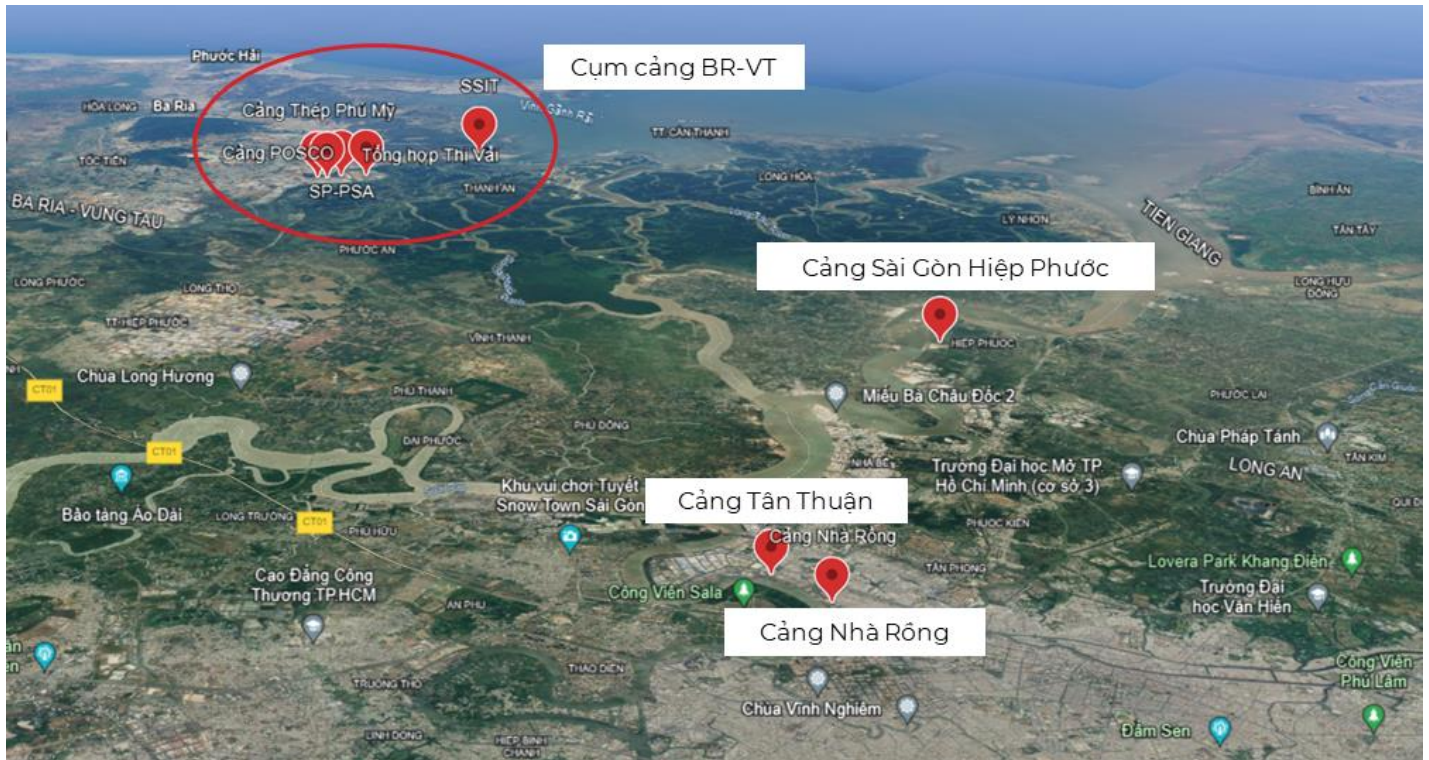 Phước Hải
Cụm cảng BR-VT
SSIT
HÒA LONG
Ba Ria
Cảng Thép Phú Mỹ
Vịnh Gành Rái
TT. CẦN THẠNH
TÓC TIÊN
Cảng POSCO
Tổng hợp Thị Vải
SP-PSA
THẠNH AN
LONG HÒA
BÌNH ÂN
BA RIA - VŨNG TAU
LÝ NHƠN
TIEN GIANG
TÂN TÂY
PHƯỚC AN
Cảng Sài Gòn Hiệp Phước
LONG PHƯỚC
LONG THỌ
LONG HỰU
ĐÔNG
TT. HIỆP PHƯỚC
VĨNH THANH
HIỆP PHƯỚC
Chùa Long Hương
CT01
PHÚ THẠNH
Miếu Bà Châu Đốc 2
PHƯỚC LẠI
PHÚ ĐÔNG
ĐẠI PHƯỚC
Chùa Pháp Tánh
CT01
NHÀ BÈ
Trường Đại học Mở TP.
Hồ Chí Minh (cơ sở 3)
LONG AN
TÂN KIM
Bảo tàng Áo Dài
LONG TRƯỜNG
CT01
PHÚ HỮU
Khu vui chơi Tuyết
Snow Town Sài Gòn
Cảng Tân Thuận
Cảng Nhà Rồng
PHƯỚC KIỂN
Cao Đẳng Công
Thương TP.HCM
AN PHÚ
Công Viên Sala
TÂN PHONG
Lovera Park Khang Điền
Trường Đại
học Văn Hiến
Cảng Nhà Rồng
THẢO ĐIỀN
TRƯỜNG THỌ
Chùa Vĩnh Nghiêm
Công Viên
Phú Lâm
LINH ĐÔNG
HIỆP BÌNH
CHÁNH
Đầm Sen